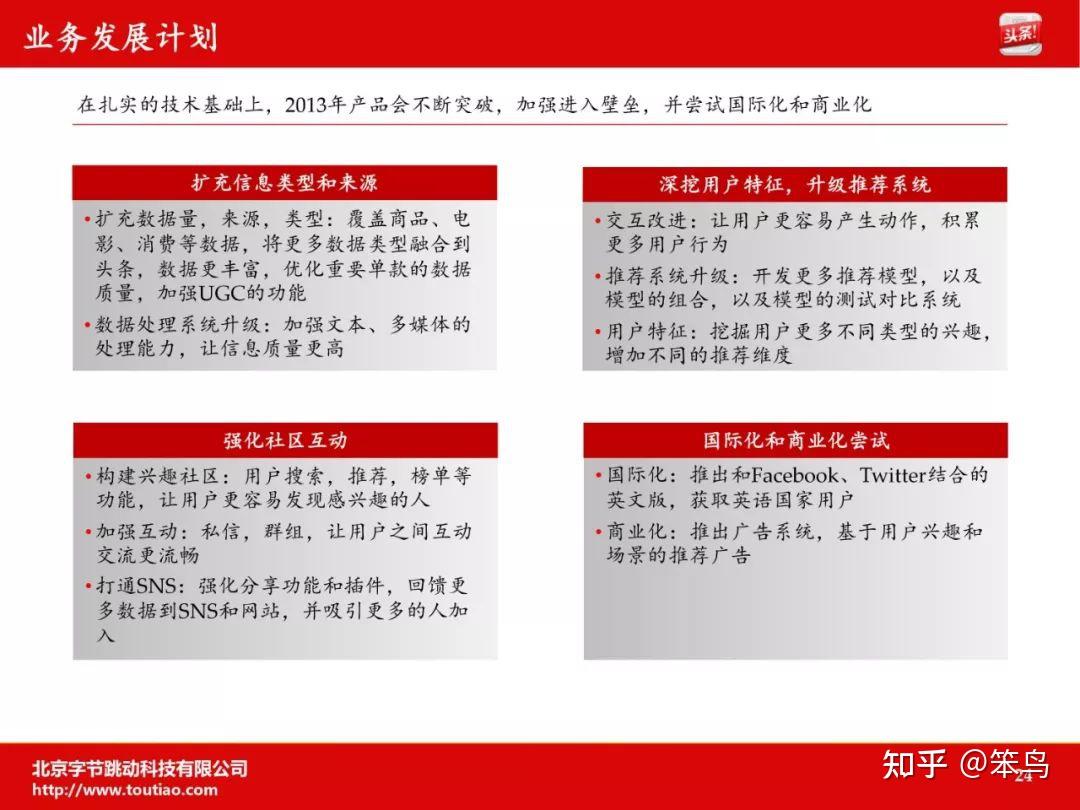 业务发展计划
头条!
在扎实的技术基础上，2013年产品会不断突破，加强进入壁垒，并尝试国际化和商业化
扩充信息类型和来源
•扩充数据量，来源，类型：覆盖商品、电
影、消费等数据，将更多数据类型融合到
头条，数据更丰富，优化重要单款的数据
质量，加强UGC的功能
•数据处理系统升级：加强文本、多媒体的
处理能力，让信息质量更高
深挖用户特征，升级推荐系统
•交互改进：让用户更容易产生动作，积累
更多用户行为
•推荐系统升级：开发更多推荐模型，以及
模型的组合，以及模型的测试对比系统
•用户特征：挖掘用户更多不同类型的兴趣，
增加不同的推荐维度
强化社区互动
•构建兴趣社区：用户搜索，推荐，榜单等
功能，让用户更容易发现感兴趣的人
•加强互动：私信，群组，让用户之间互动
交流更流畅
•打通SNS：强化分享功能和插件，回馈更
多数据到SNS和网站，并吸引更多的人加
入
国际化和商业化尝试
•国际化：推出和Facebook、Twitter结合的
英文版，获取英语国家用户
•商业化：推出广告系统，基于用户兴趣和
场景的推荐广告
北京字节跳动科技有限公司
http://www.toutiao.com
知乎 @笨鸟
24